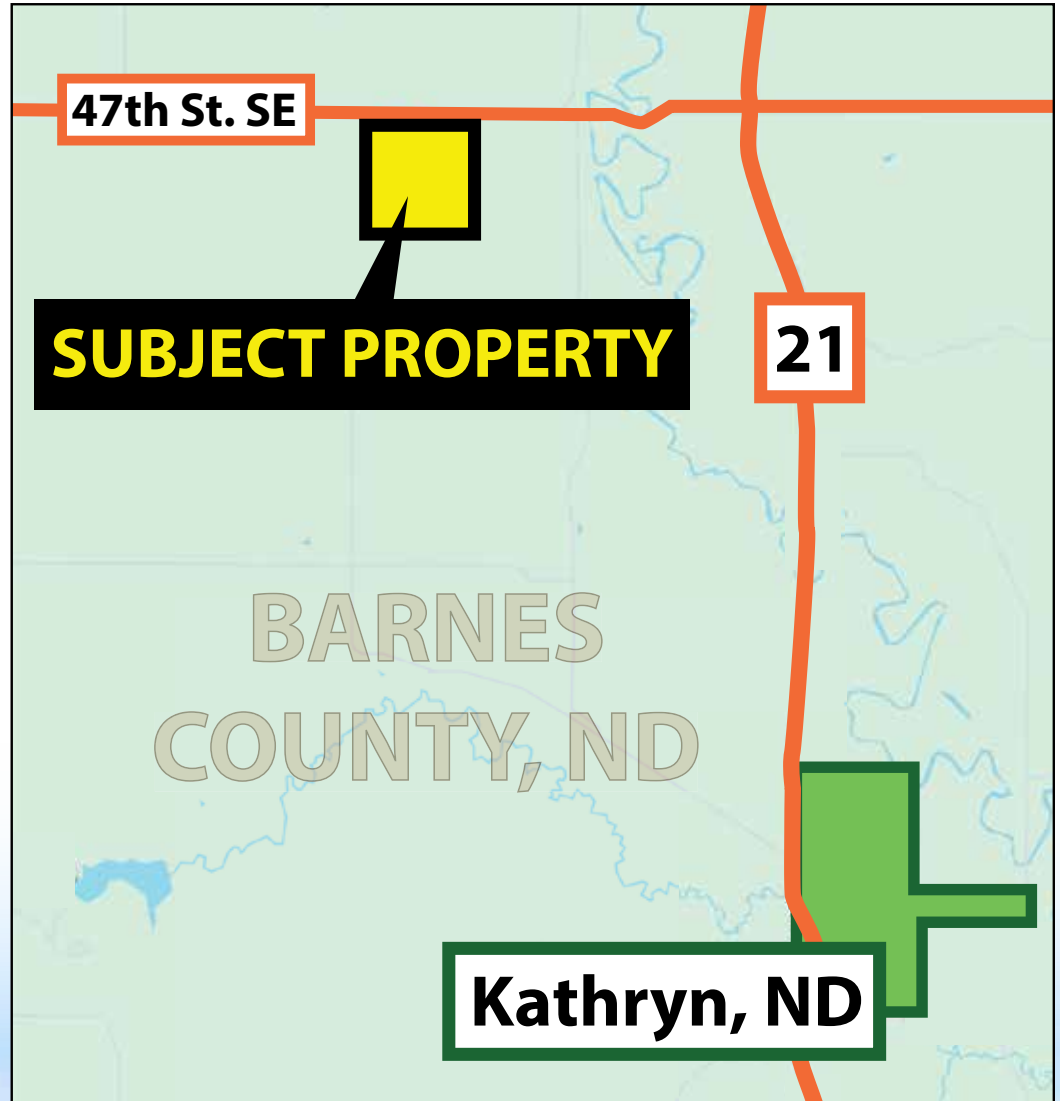 47th St. SE
SUBJECT PROPERTY
21
BARNES
COUNTY, ND
Kathryn, ND